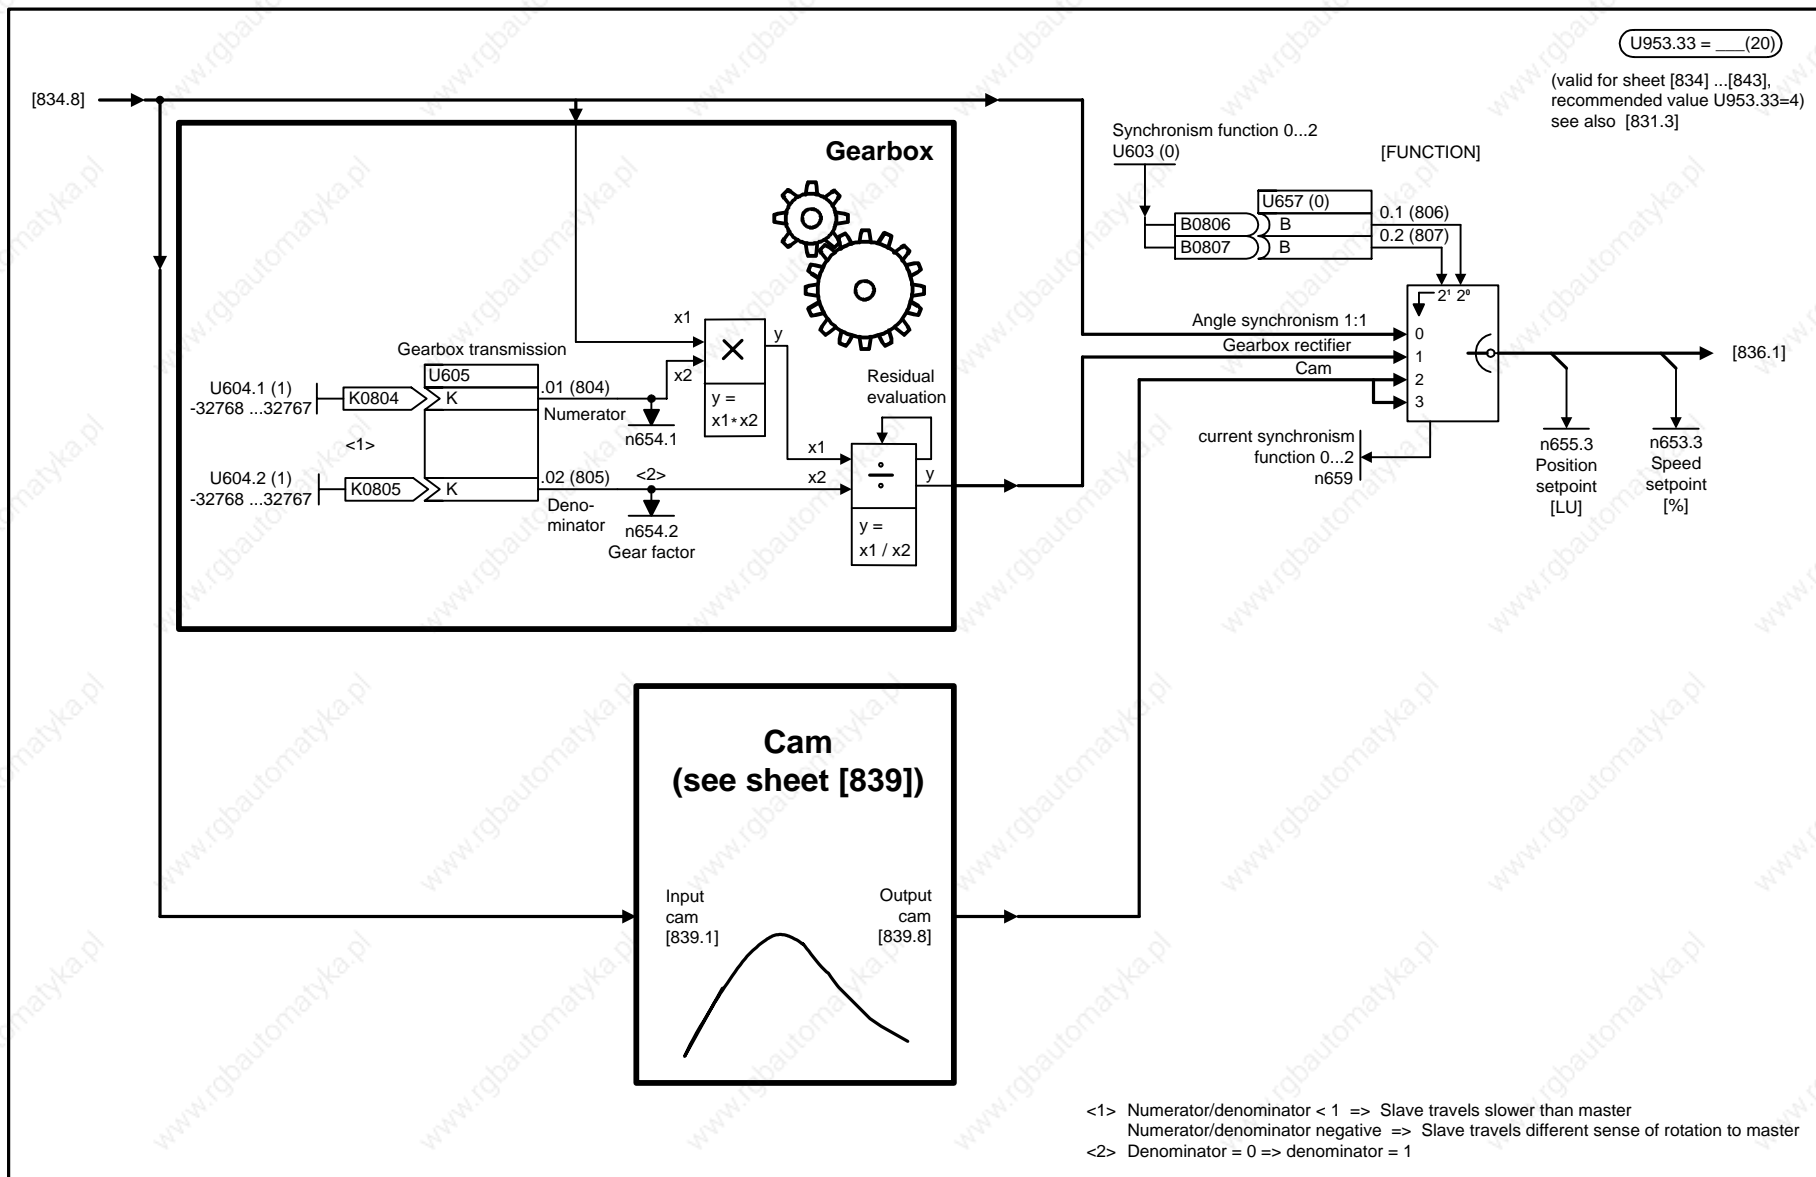 U953.33 = ___(20)
(valid for sheet [834] ...[843],
recommended value U953.33=4)
see also [831.3]
[834.8]
Gearbox
Synchronism function 0...2
U603 (0)
[FUNCTION]
U657 (0)
B0806
B
0.1 (806)
B0807
B
0.2 (807)
2¹ 2⁰
Angle synchronism 1:1
0
Gearbox rectifier
1
Cam
2
3
[836.1]
current synchronism
function 0...2
n659
n655.3
Position
setpoint
[LU]
n653.3
Speed
setpoint
[%]
Gearbox transmission
U605
U604.1 (1)
-32768 ...32767
K0804
K
.01 (804)
Numerator
n654.1
<1>
U604.2 (1)
-32768 ...32767
K0805
K
.02 (805)
Deno-
minator
<2>
n654.2
Gear factor
x1
x2
×
y
y =
x1*x2
Residual
evaluation
x1
x2
÷
y
y =
x1 / x2
Cam
(see sheet [839])
Input
cam
[839.1]
Output
cam
[839.8]
<1> Numerator/denominator < 1 => Slave travels slower than master
Numerator/denominator negative => Slave travels different sense of rotation to master
<2> Denominator = 0 => denominator = 1
www.rgbautomatyka.pl